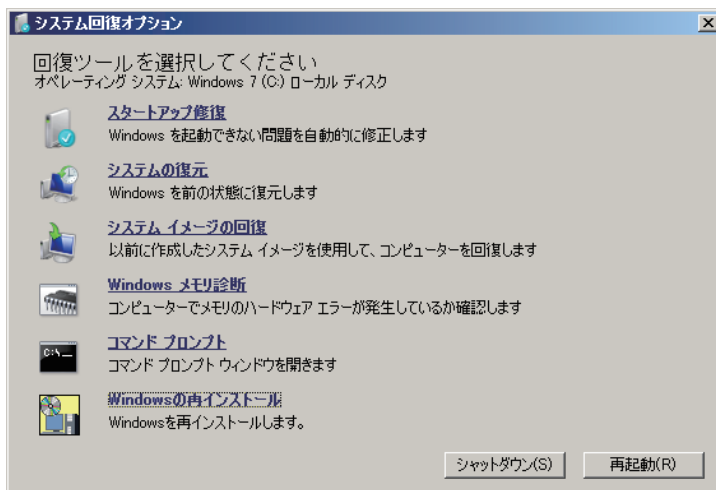 システム回復オプション
回復ツールを選択してください
オペレーティング システム: Windows 7 (C:) ローカル ディスク
スタートアップ修復
Windows を起動できない問題を自動的に修正します
システムの復元
Windows を前の状態に復元します
システム イメージの回復
以前に作成したシステム イメージを使用して、コンピューターを回復します
Windows メモリ診断
コンピューターでメモリのハードウェア エラーが発生しているか確認します
C:\_
コマンド プロンプト
コマンド プロンプト ウィンドウを開きます
Windowsの再インストール
Windowsを再インストールします。
シャットダウン(S)
再起動(R)